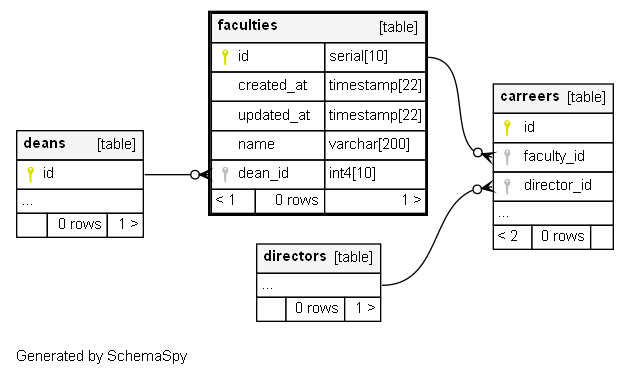 faculties [table]
id serial[10]
created_at timestamp[22]
updated_at timestamp[22]
name varchar[200]
dean_id int4[10]
< 1 0 rows 1 >
carreers [table]
id
faculty_id
director_id
...
< 2 0 rows
deans [table]
id
...
0 rows 1 >
directors [table]
...
0 rows 1 >
Generated by SchemaSpy